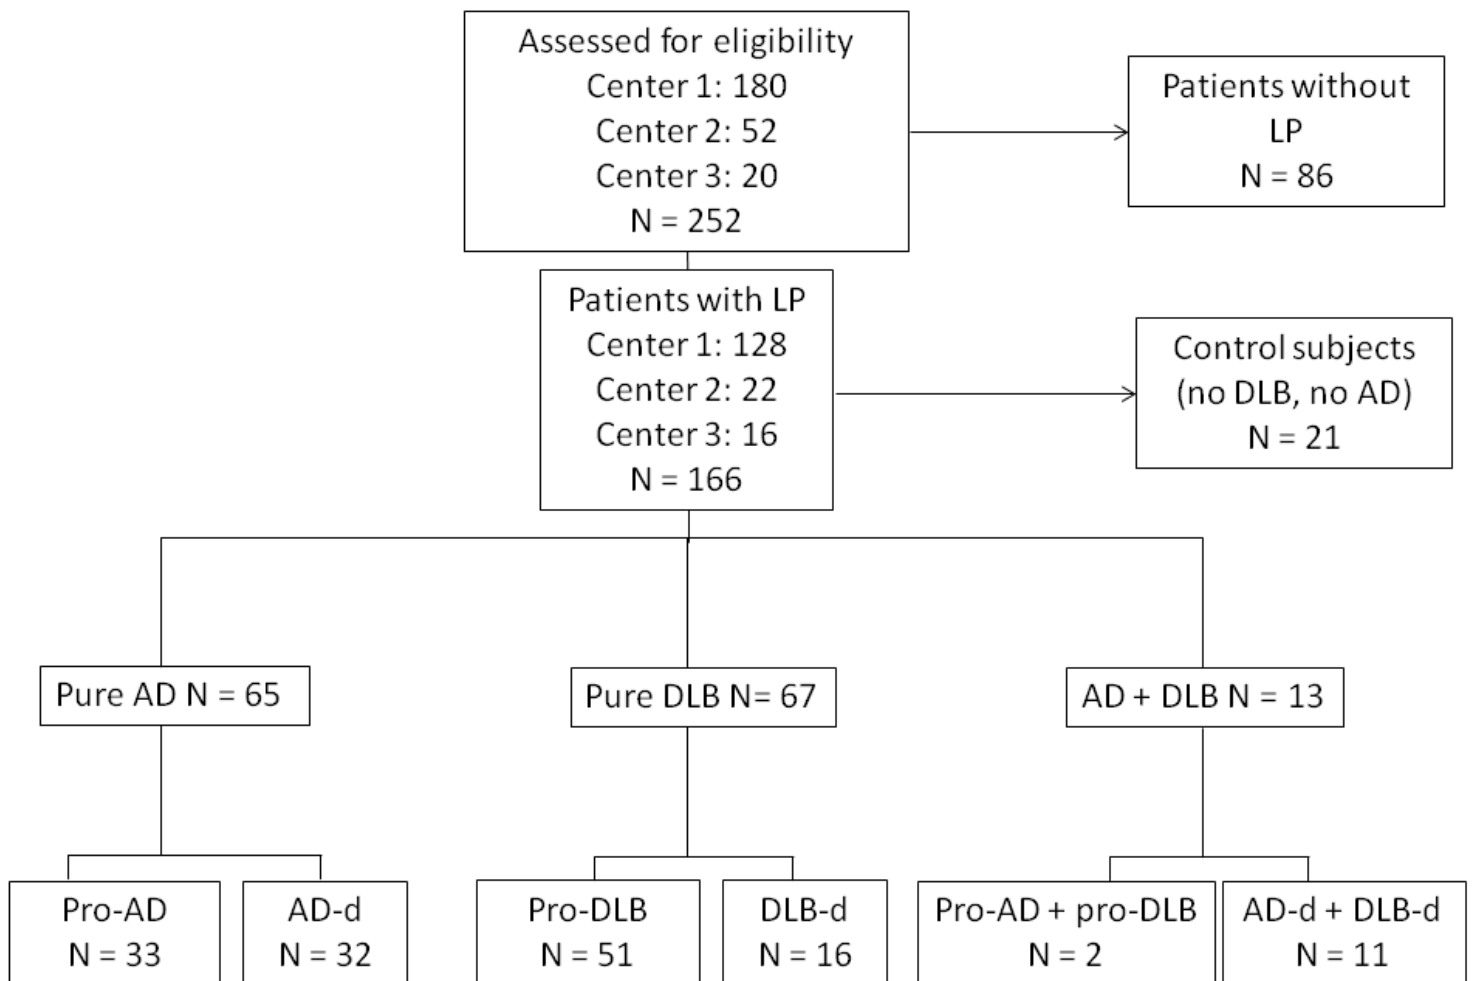 Assessed for eligibility
Center 1: 180
Center 2: 52
Center 3: 20
N = 252
Patients without
LP
N = 86
Patients with LP
Center 1: 128
Center 2: 22
Center 3: 16
N = 166
Control subjects
(no DLB, no AD)
N = 21
Pure AD N = 65
Pure DLB N= 67
AD + DLB N = 13
Pro-AD
N = 33
AD-d
N = 32
Pro-DLB
N = 51
DLB-d
N = 16
Pro-AD + pro-DLB
N = 2
AD-d + DLB-d
N = 11